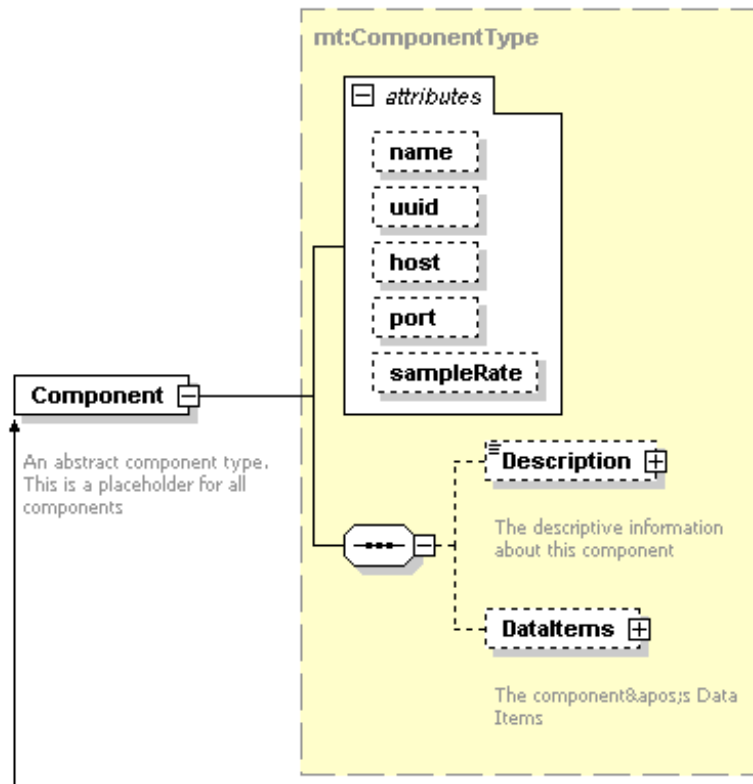 mt:ComponentType
attributes
name
uuid
host
port
sampleRate
Component
An abstract component type.
This is a placeholder for all
components
Description
The descriptive information
about this component
DataItems
The component&apos;s Data
Items